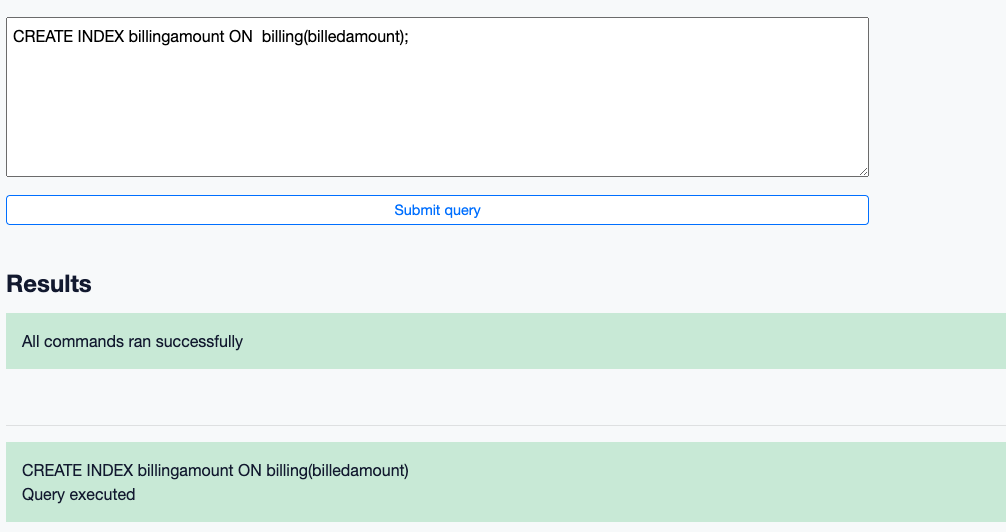 CREATE INDEX billingamount ON  billing(billedamount);
Submit query
Results
All commands ran successfully
CREATE INDEX billingamount ON billing(billedamount)
Query executed